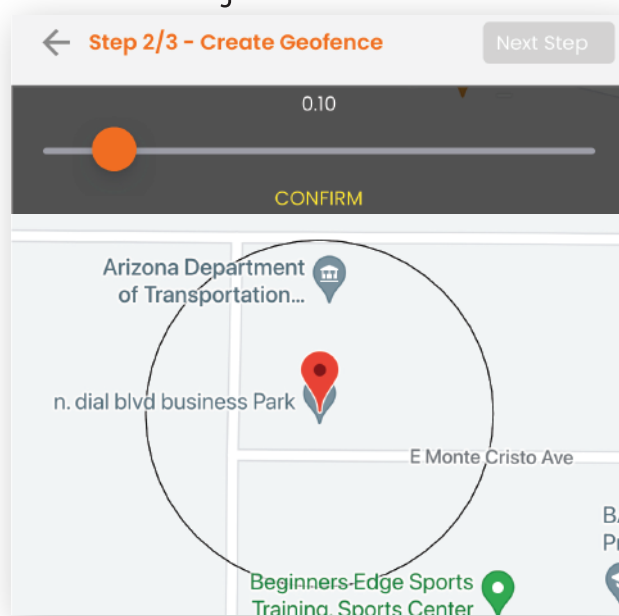 Step 2/3 - Create Geofence
Next Step
0.10
CONFIRM
Arizona Department
of Transportation...
n. dial blvd business Park
E Monte Cristo Ave
Beginners Edge Sports
Training, Sports Center